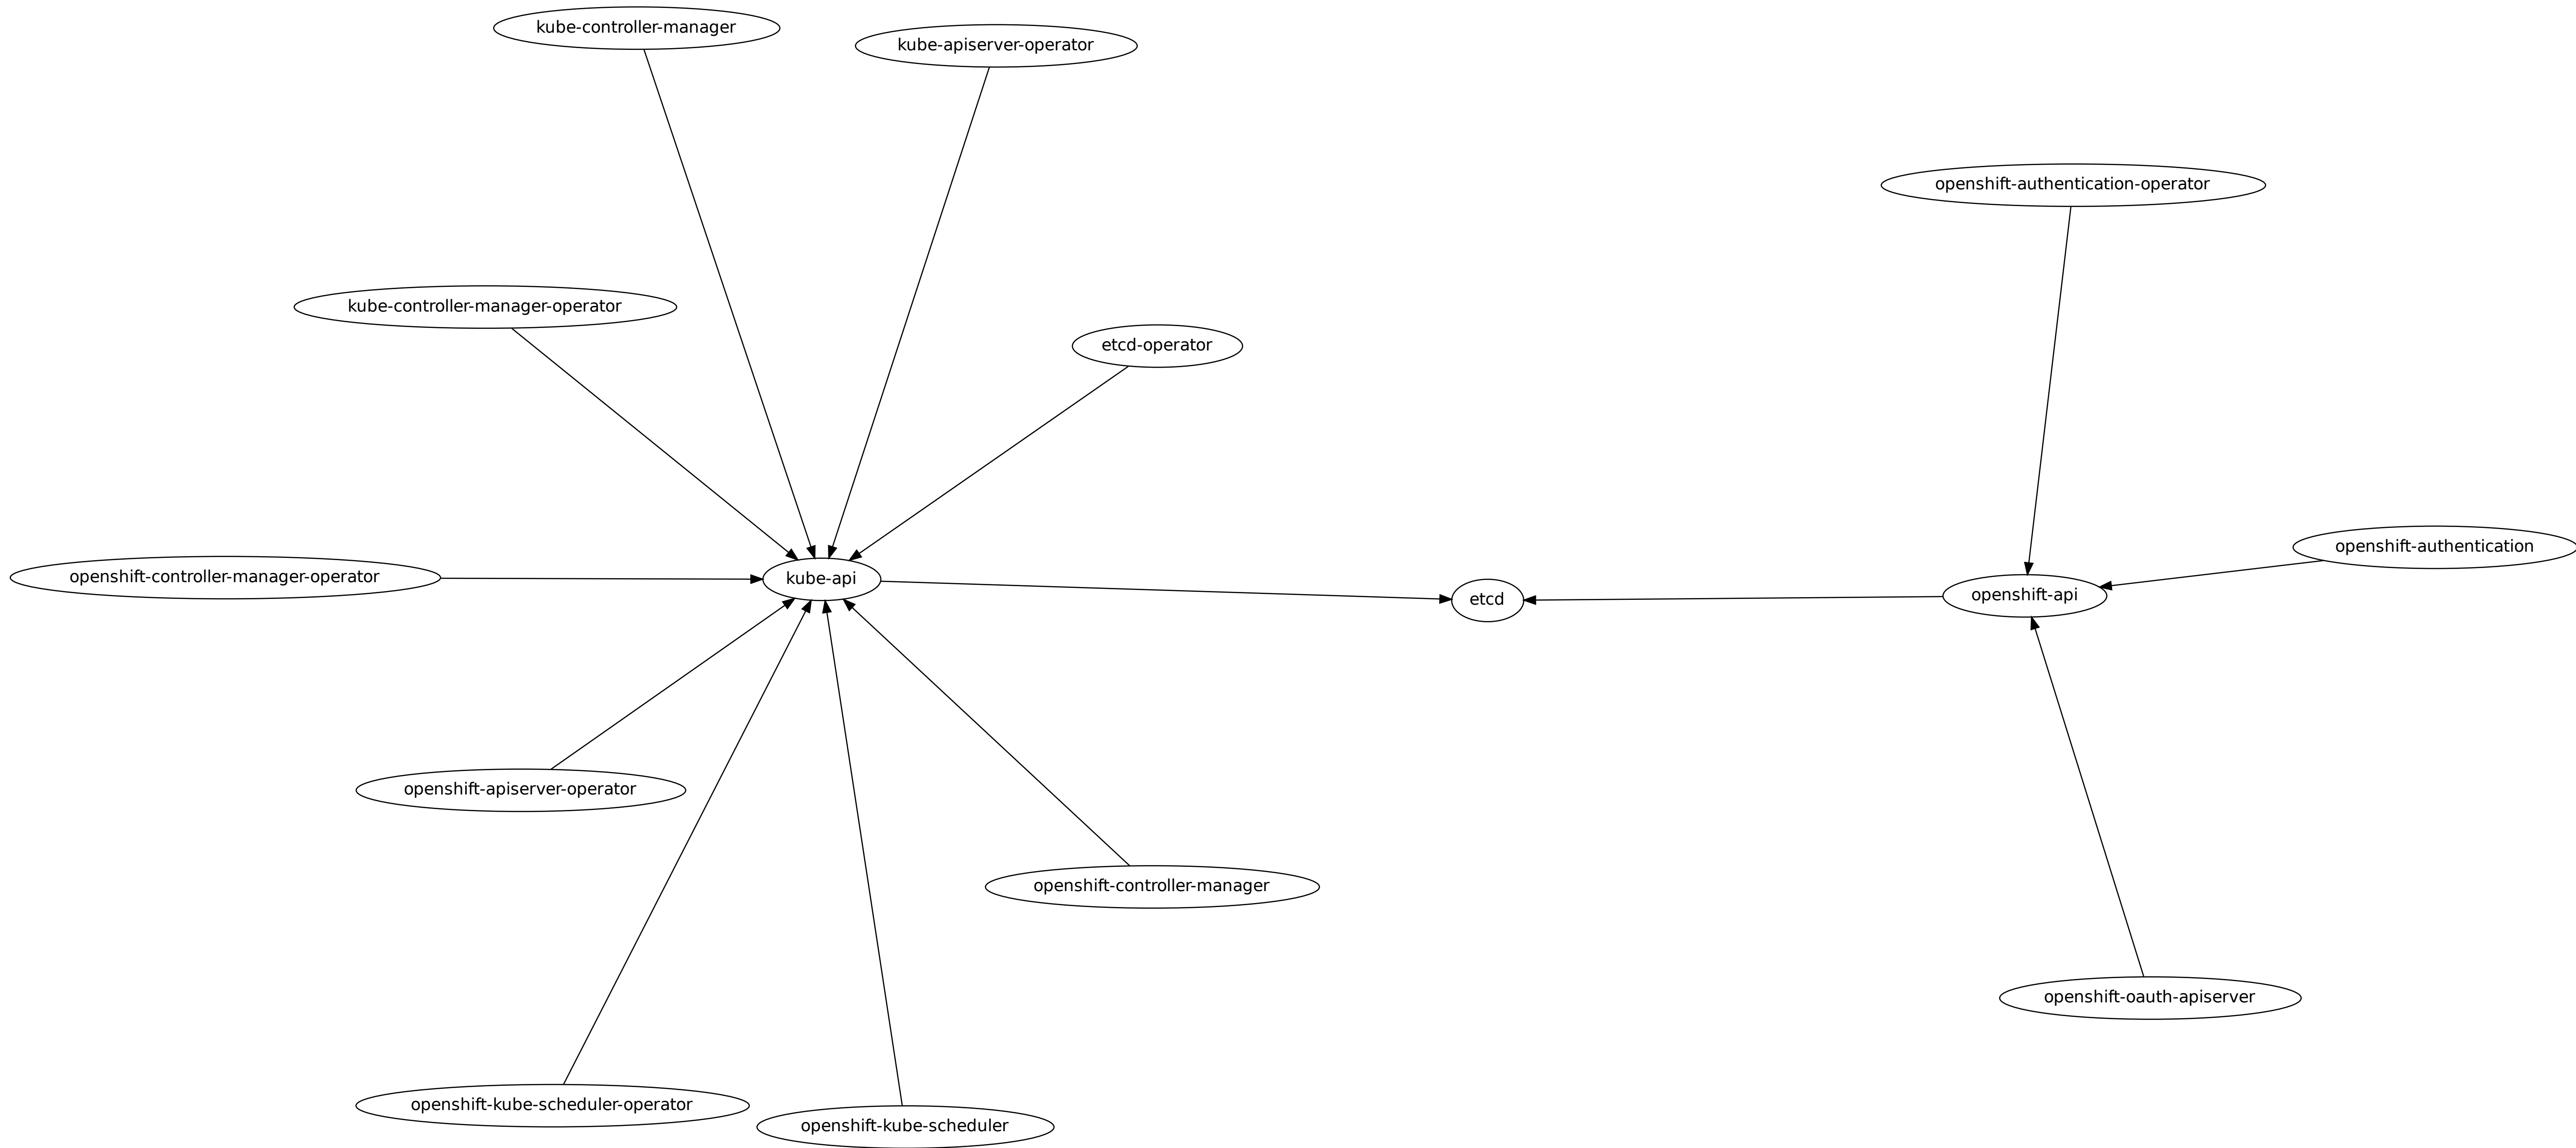 kube-controller-manager
kube-apiserver-operator
openshift-authentication-operator
kube-controller-manager-operator
etcd-operator
openshift-authentication
openshift-controller-manager-operator
kube-api
etcd
openshift-api
openshift-apiserver-operator
openshift-controller-manager
openshift-oauth-apiserver
openshift-kube-scheduler-operator
openshift-kube-scheduler